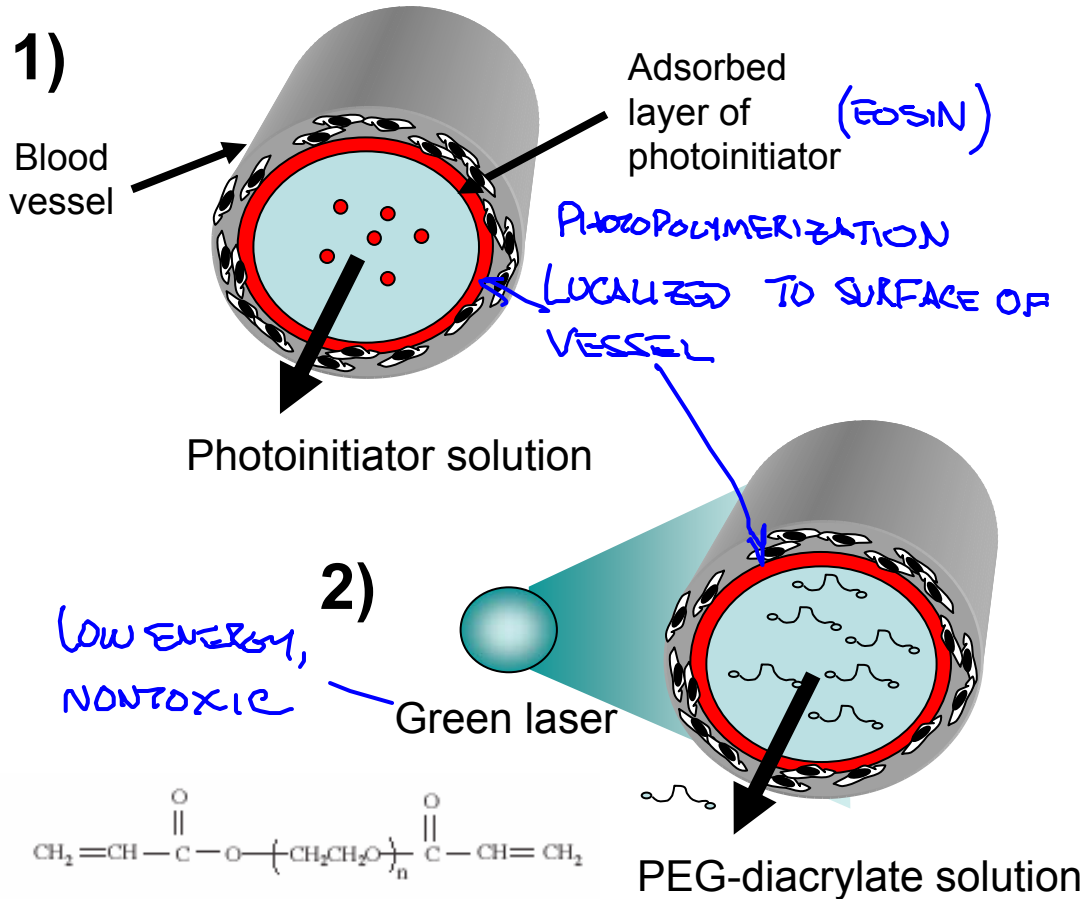 1)
Blood
vessel
Adsorbed
layer of
photoinitiator
(EOSIN)
PHOTOPOLYMERIZATION
LOCALIZED TO SURFACE OF
VESSEL
Photoinitiator solution
2)
LOW ENERGY,
NONTOXIC
Green laser
O O
|| ||
CH₂=CH—C—O—(CH₂CH₂O)ₙ—C—CH=CH₂
PEG-diacrylate solution